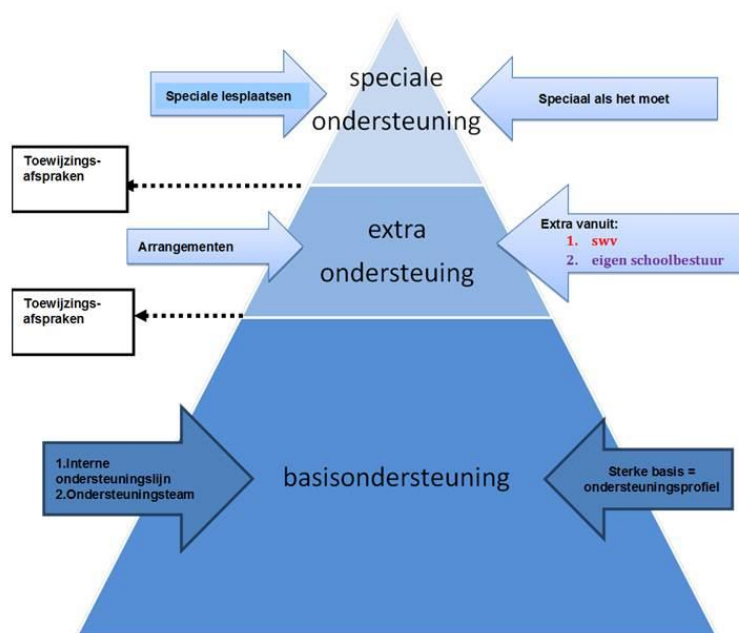 speciale
ondersteuning
Speciale lesplaatsen
Speciaal als het moet
Toewijzings-
afspraken
extra
ondersteuing
Arrangementen
Extra vanuit:
1. swv
2. eigen schoolbestuur
Toewijzings-
afspraken
basisondersteuning
1.Interne
ondersteuningslijn
2.Ondersteuningsteam
Sterke basis =
ondersteuningsprofiel